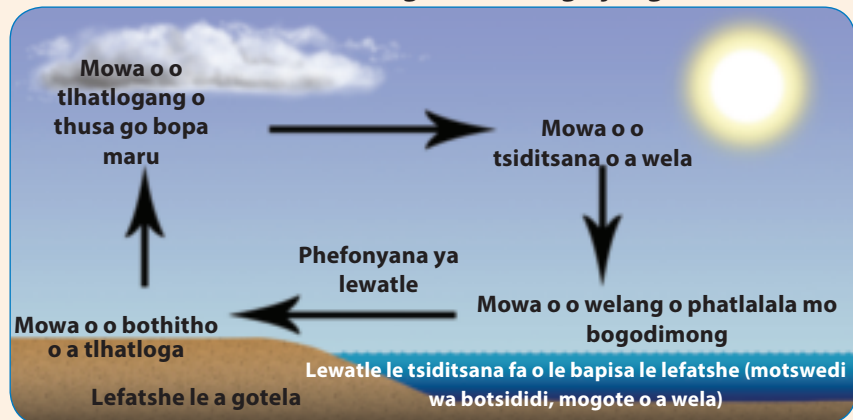 Mowa o o
tlhatlogang o
thusa go bopa
maru
Mowa o o
tsiditsana o a wela
Phefonyana ya
lewatle
Mowa o o welang o phatlalala mo
bogodimong
Mowa o o bothitho
o a tlhatloga
Lewatle le tsiditsana fa o le bapisa le lefatshe (motswedi
wa botsididi, mogote o a wela)
Lefatshe le a gotela